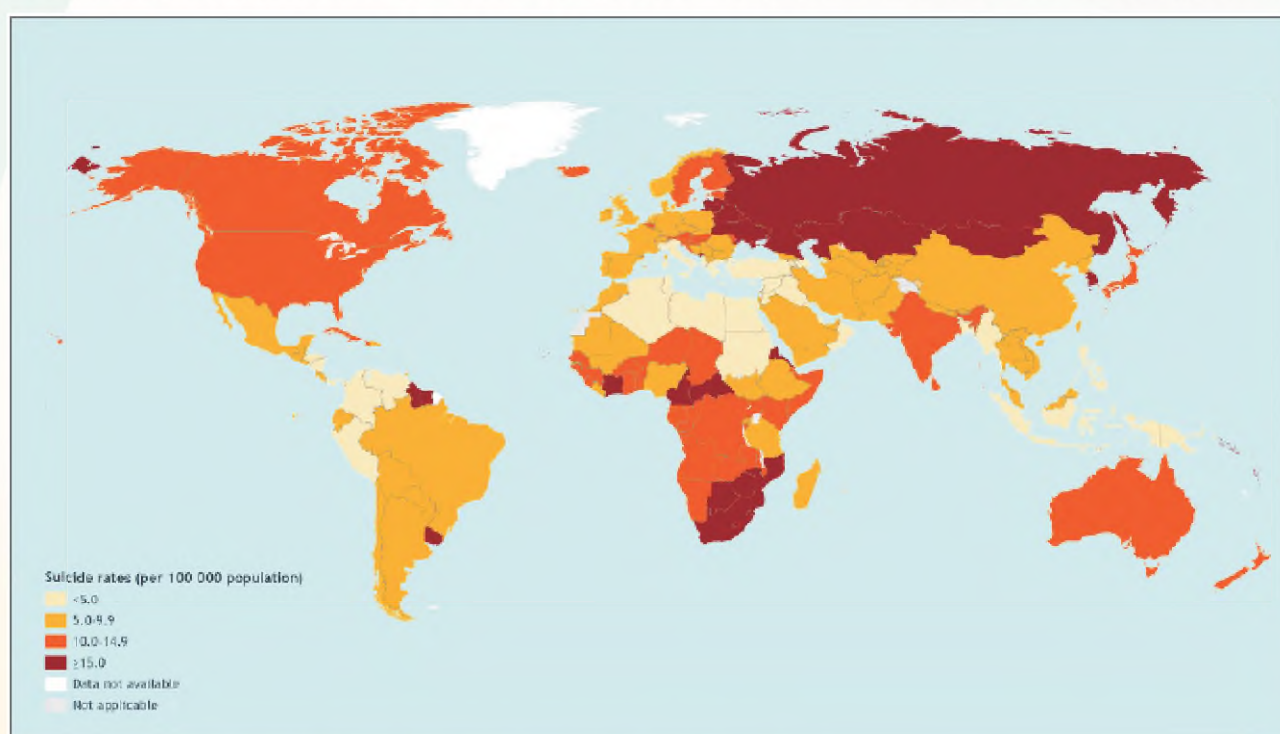 Suicide rates (per 100 000 population)
<5.0
5.0-9.9
10.0-14.9
≥15.0
Data not available
Not applicable